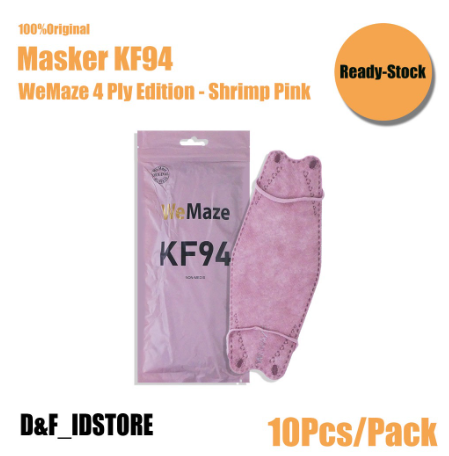 100%Original
Masker KF94
WeMaze 4 Ply Edition - Shrimp Pink
Ready-Stock
WeMaze
KF94
D&F_IDSTORE
10Pcs/Pack